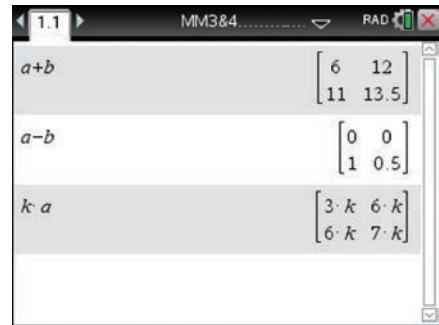 1.1 MM3&4............. RAD
a+b [6 12
11 13.5]
a−b [0 0
1 0.5]
k· a [3· k 6· k
6· k 7· k]